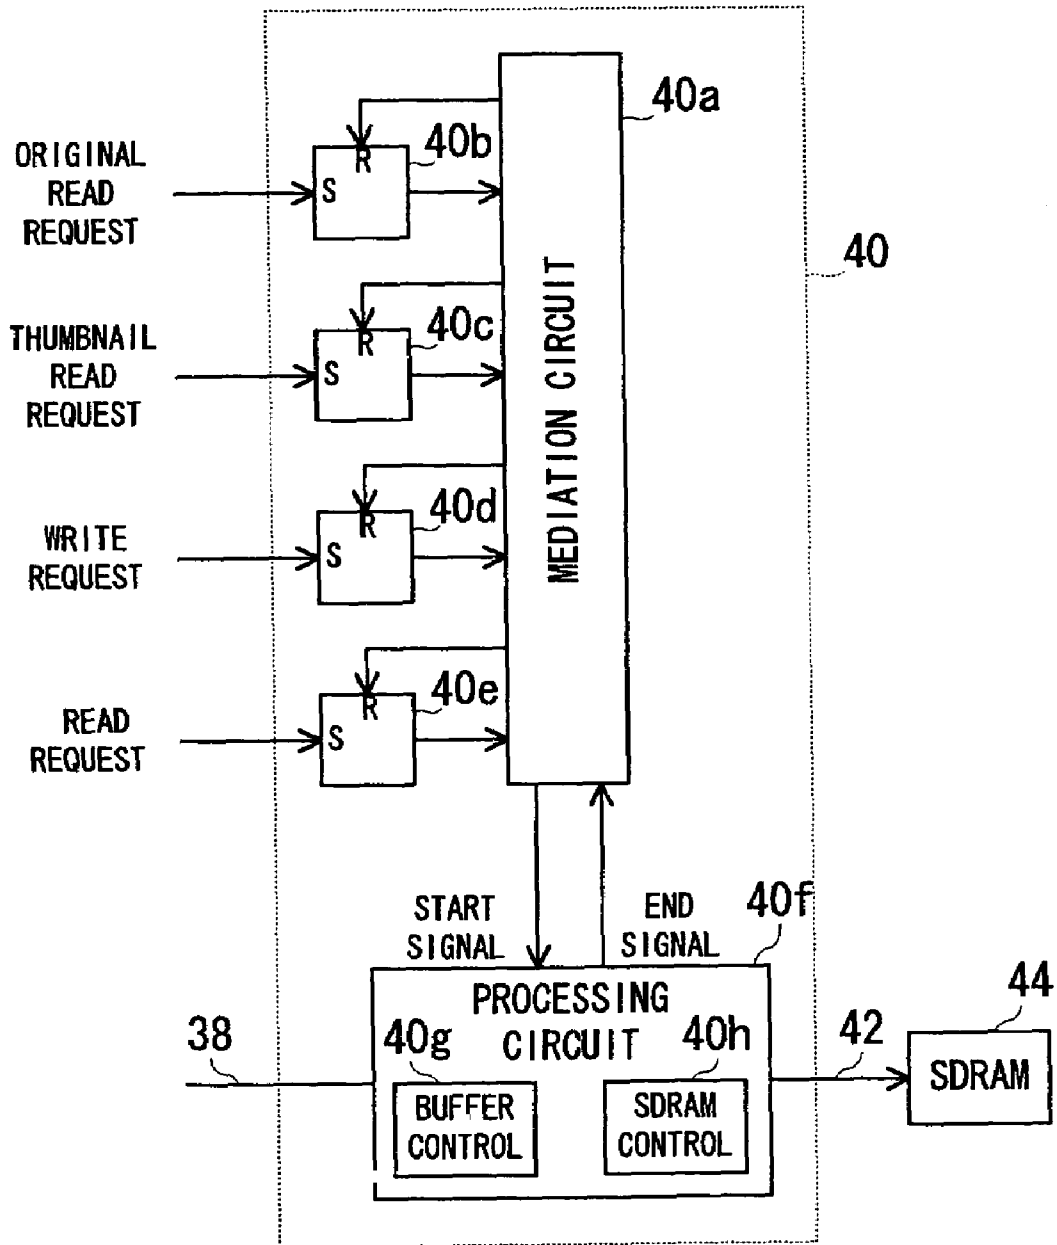 40a
R
40b
ORIGINAL
READ
REQUEST
S
40
MEDIATION CIRCUIT
R
40c
THUMBNAIL
READ
REQUEST
S
R
40d
WRITE
REQUEST
S
R
40e
READ
REQUEST
S
START
SIGNAL
END
SIGNAL
40f
PROCESSING
CIRCUIT
38
40g
40h
42
44
SDRAM
BUFFER
CONTROL
SDRAM
CONTROL